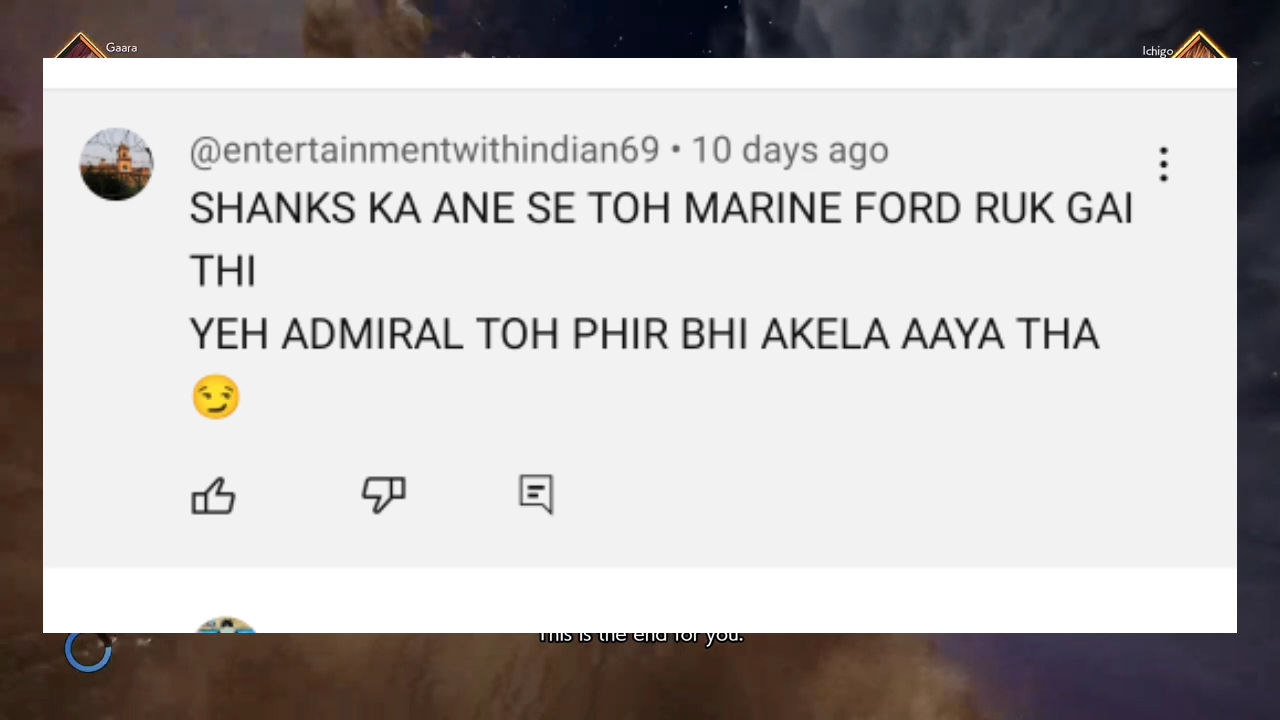 Gaara
Ichigo
@entertainmentwithindian69 • 10 days ago
SHANKS KA ANE SE TOH MARINE FORD RUK GAI
THI
YEH ADMIRAL TOH PHIR BHI AKELA AAYA THA
😏
This is the end for you.